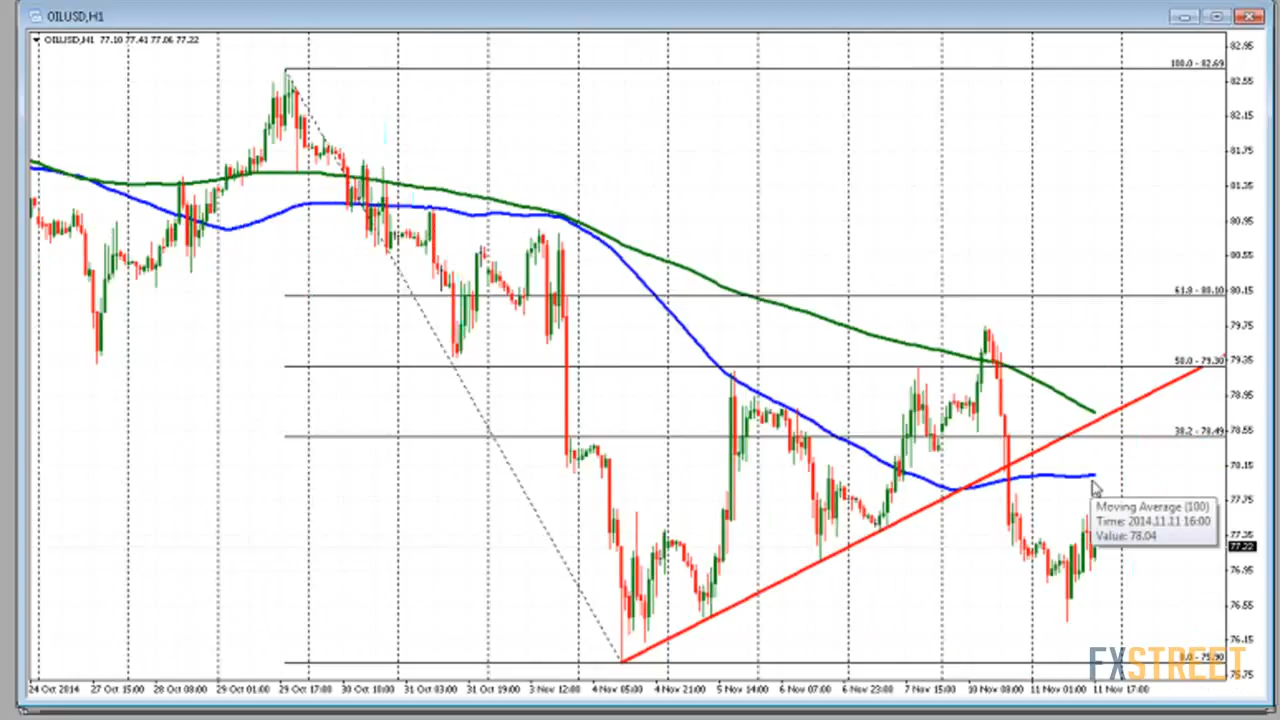 OILUSD,H1
OILUSD,H1 77.10 77.41 77.06 77.22
82.95
100.0 - 82.69
82.55
82.15
81.75
81.35
80.95
80.55
61.8 - 80.10
80.15
79.75
50.0 - 79.30
79.35
78.95
38.2 - 78.49
78.55
78.15
Moving Average (100)
Time: 2014.11.11 16:00
Value: 78.04
77.75
77.35
77.22
76.95
76.55
76.15
0.0 - 75.90
75.75
FXSTREET
24 Oct 2014 27 Oct 15:00 28 Oct 08:00 29 Oct 01:00 29 Oct 17:00 30 Oct 10:00 31 Oct 03:00 31 Oct 19:00 3 Nov 12:00 4 Nov 05:00 4 Nov 21:00 5 Nov 14:00 6 Nov 07:00 6 Nov 23:00 7 Nov 15:00 10 Nov 08:00 11 Nov 01:00 11 Nov 17:00